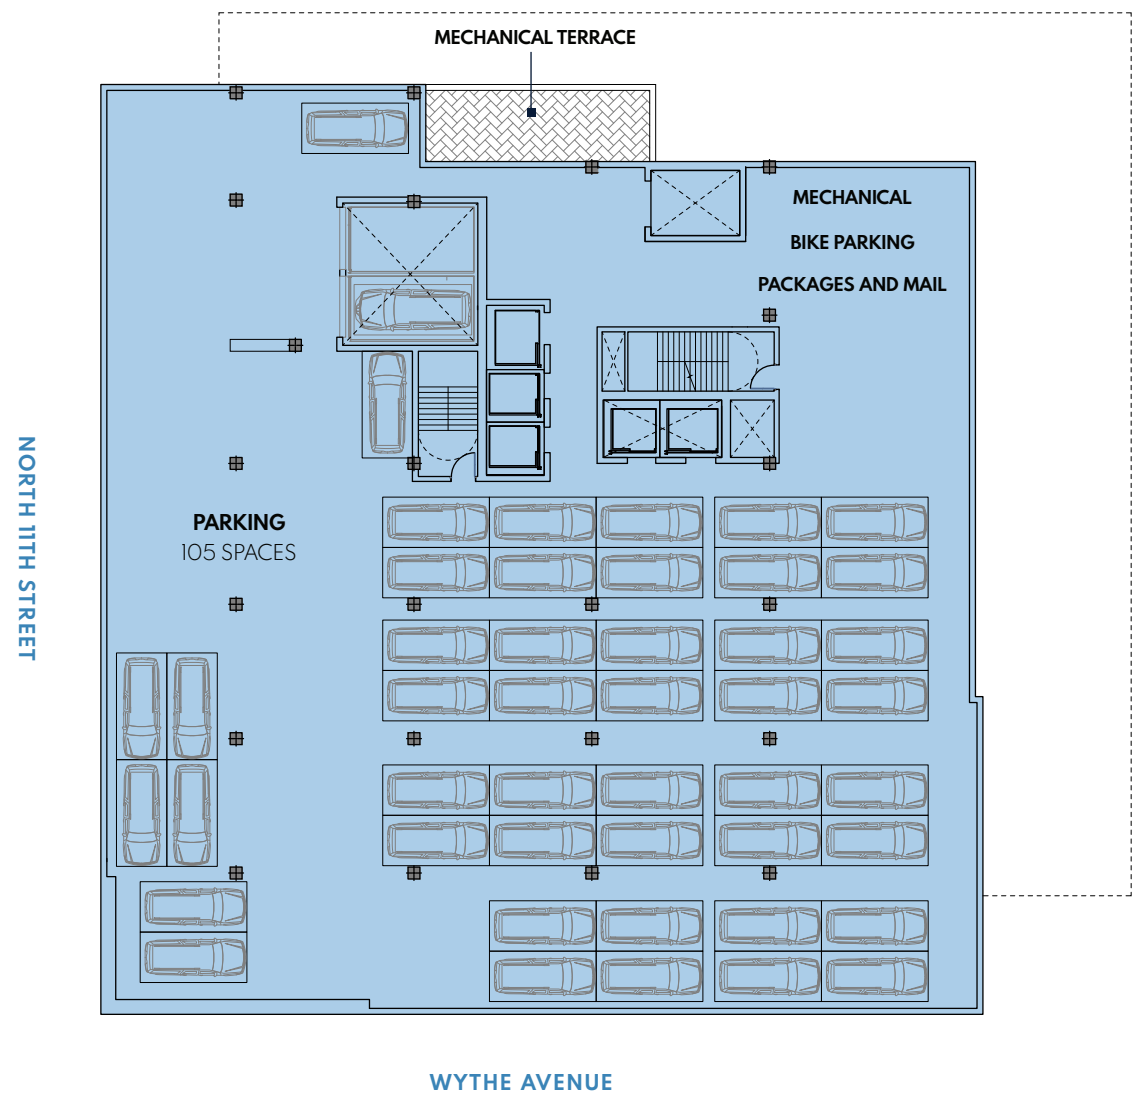 MECHANICAL TERRACE
MECHANICAL
BIKE PARKING
PACKAGES AND MAIL
NORTH 11TH STREET
PARKING
105 SPACES
WYTHE AVENUE